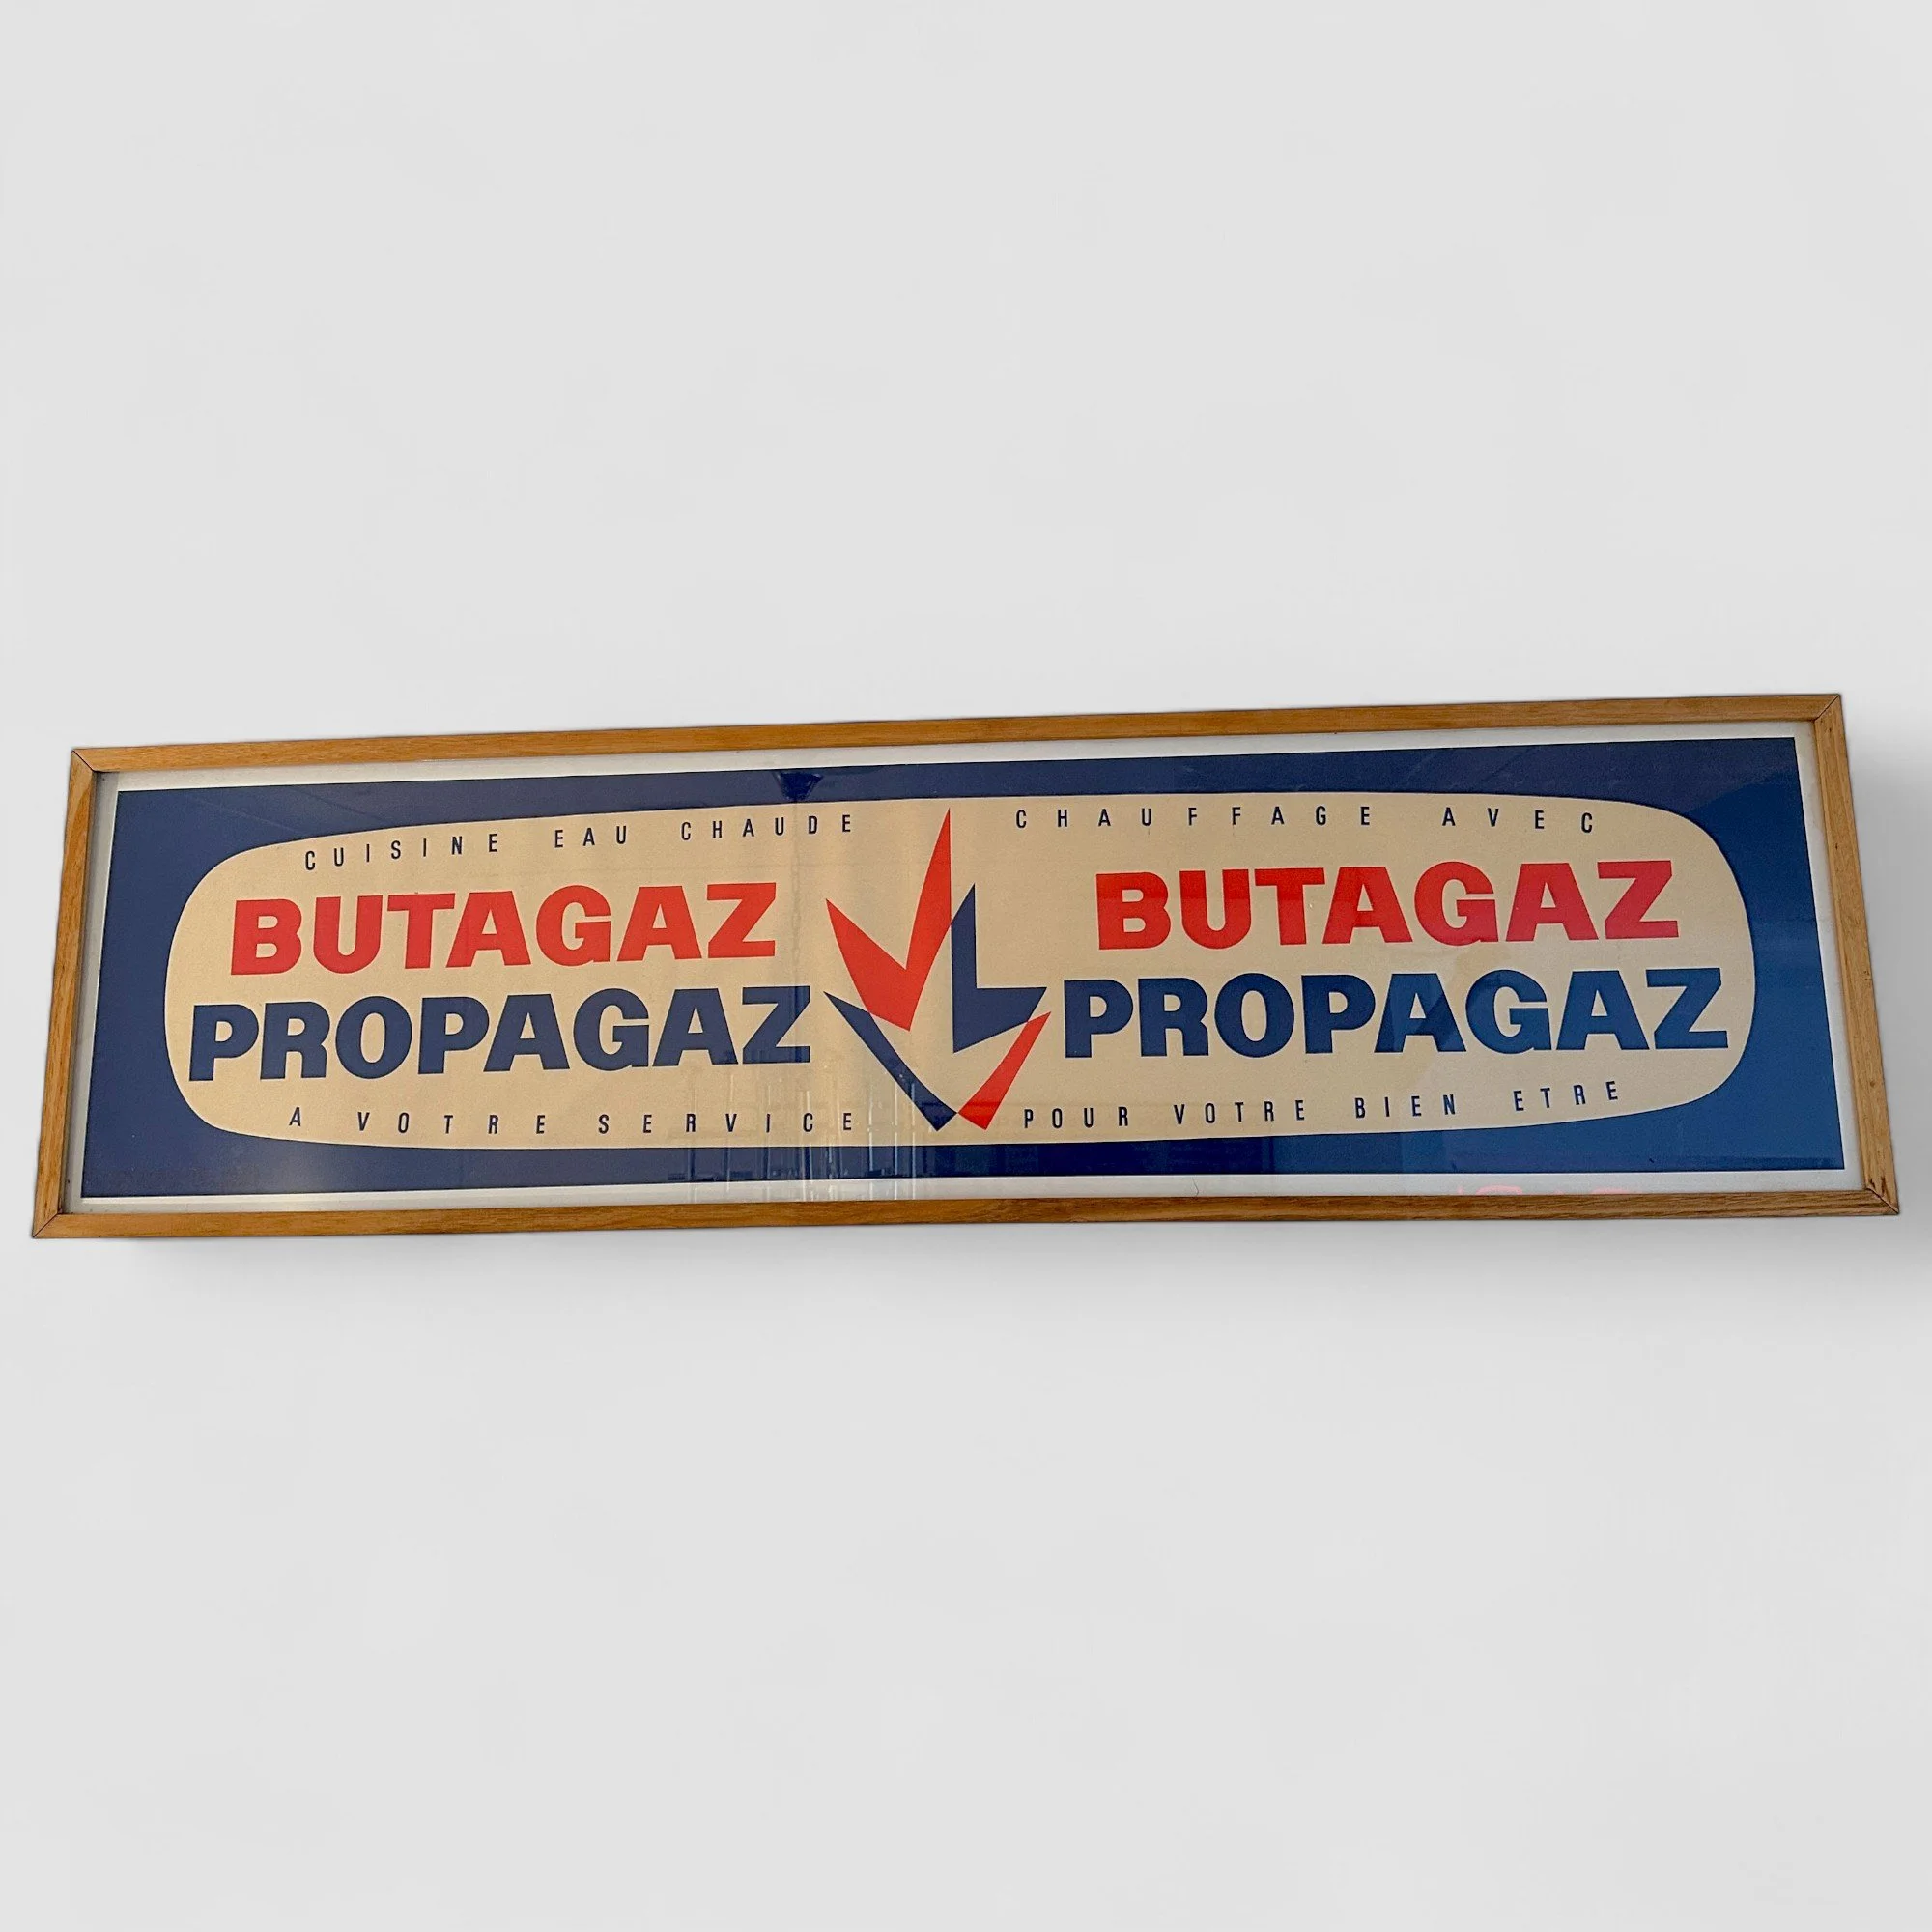 CUISINE EAU CHAUDE
BUTAGAZ
PROPAGAZ
A VOTRE SERVICE
CHAUFFAGE AVEC
BUTAGAZ
PROPAGAZ
POUR VOTRE BIEN ETRE